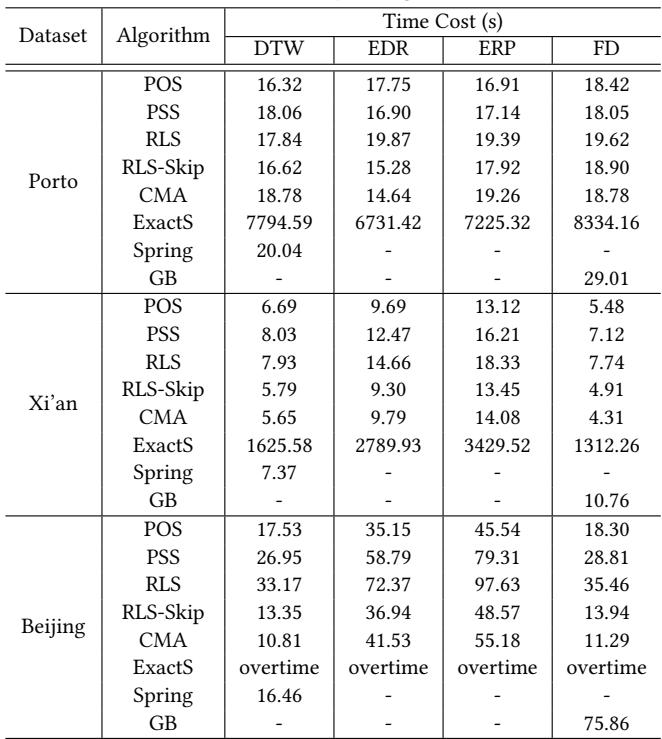 Dataset Algorithm Time Cost (s)
DTW EDR ERP FD
Porto
POS 16.32 17.75 16.91 18.42
PSS 18.06 16.90 17.14 18.05
RLS 17.84 19.87 19.39 19.62
RLS-Skip 16.62 15.28 17.92 18.90
CMA 18.78 14.64 19.26 18.78
ExactS 7794.59 6731.42 7225.32 8334.16
Spring 20.04 - - -
GB - - - 29.01
Xi'an
POS 6.69 9.69 13.12 5.48
PSS 8.03 12.47 16.21 7.12
RLS 7.93 14.66 18.33 7.74
RLS-Skip 5.79 9.30 13.45 4.91
CMA 5.65 9.79 14.08 4.31
ExactS 1625.58 2789.93 3429.52 1312.26
Spring 7.37 - - -
GB - - - 10.76
Beijing
POS 17.53 35.15 45.54 18.30
PSS 26.95 58.79 79.31 28.81
RLS 33.17 72.37 97.63 35.46
RLS-Skip 13.35 36.94 48.57 13.94
CMA 10.81 41.53 55.18 11.29
ExactS overtime overtime overtime overtime
Spring 16.46 - - -
GB - - - 75.86